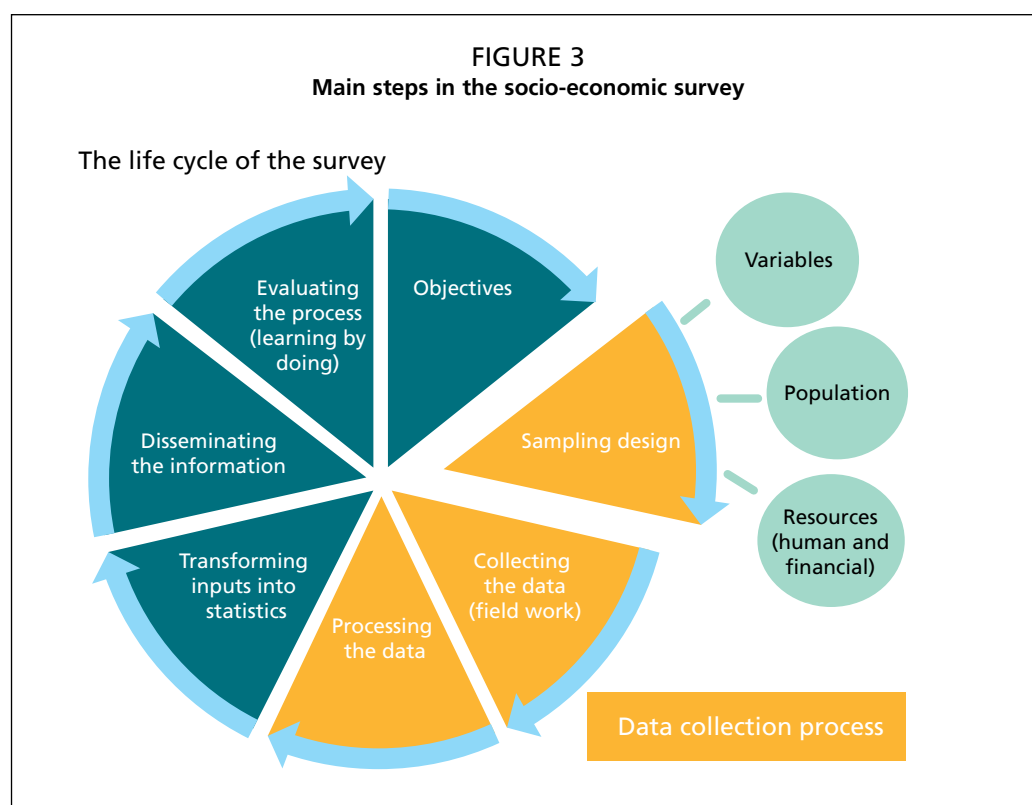 FIGURE 3
Main steps in the socio-economic survey
The life cycle of the survey
Objectives
Sampling design
Variables
Population
Resources
(human and
financial)
Collecting
the data
(field work)
Processing
the data
Transforming
inputs into
statistics
Disseminating
the information
Evaluating
the process
(learning by
doing)
Data collection process